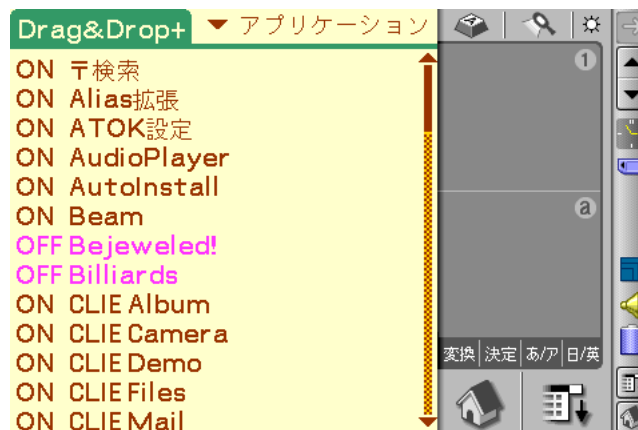 Drag&Drop+ ▼ アプリケーション
ON 〒検索
ON Alias拡張
ON ATOK設定
ON AudioPlayer
ON AutoInstall
ON Beam
OFF Bejeweled!
OFF Billiards
ON CLIE Album
ON CLIE Camera
ON CLIE Demo
ON CLIE Files
ON CLIE Mail
1
a
変換 決定 あ/ア 日/英